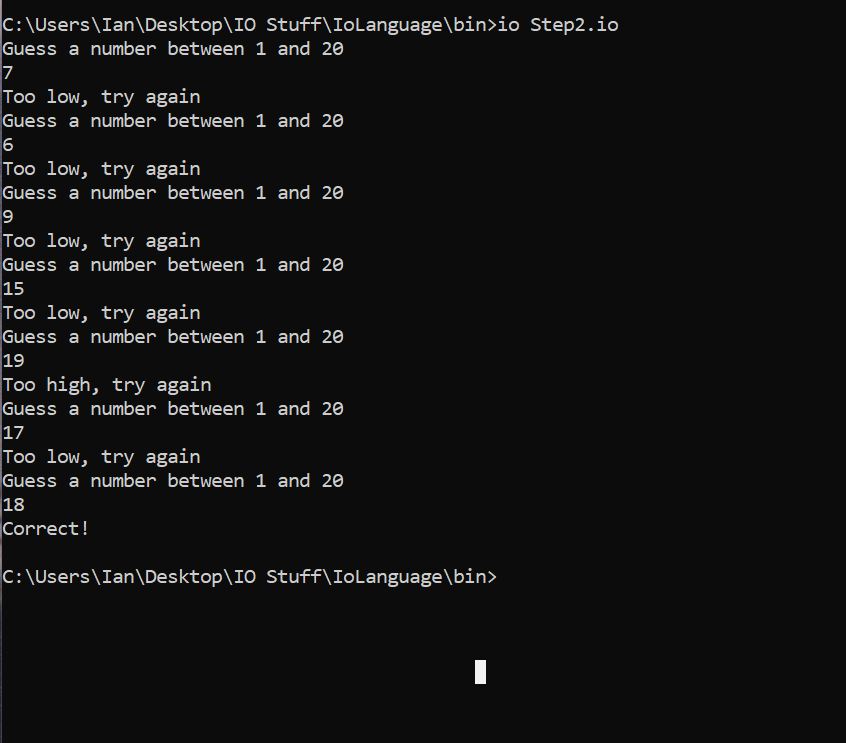 C:\Users\Ian\Desktop\IO Stuff\IoLanguage\bin>io Step2.io
Guess a number between 1 and 20
7
Too low, try again
Guess a number between 1 and 20
6
Too low, try again
Guess a number between 1 and 20
9
Too low, try again
Guess a number between 1 and 20
15
Too low, try again
Guess a number between 1 and 20
19
Too high, try again
Guess a number between 1 and 20
17
Too low, try again
Guess a number between 1 and 20
18
Correct!
C:\Users\Ian\Desktop\IO Stuff\IoLanguage\bin>